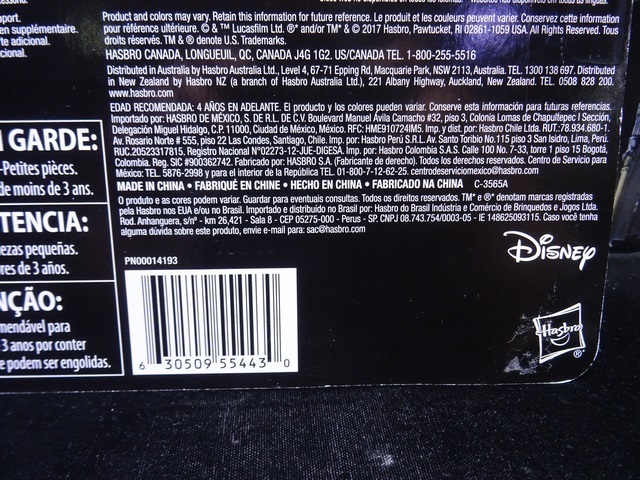 pport.
en supplément.
orte.
te adicional.
cional.
Product and colors may vary. Retain this information for future reference. Le produit et les couleurs peuvent varier. Conservez cette information
pour référence ultérieure. © & ™ Lucasfilm Ltd. ®* and/or TM* & © 2017 Hasbro, Pawtucket, RI 02861-1059 USA. All Rights Reserved. Tous
droits réservés. TM & ® denote U.S. Trademarks.
HASBRO CANADA, LONGUEUIL, QC, CANADA J4G 1G2. US/CANADA TEL. 1-800-255-5516
Distributed in Australia by Hasbro Australia Ltd., Level 4, 67-71 Epping Rd, Macquarie Park, NSW 2113, Australia. TEL. 1300 138 697. Distributed
in New Zealand by Hasbro NZ (a branch of Hasbro Australia Ltd.), 221 Albany Highway, Auckland, New Zealand. TEL. 0508 828 200.
www.hasbro.com
EDAD RECOMENDADA: 4 AÑOS EN ADELANTE. El producto y los colores pueden variar. Conserve esta información para futuras referencias.
Importado por: HASBRO DE MÉXICO, S. DE R.L. DE C.V. Boulevard Manuel Ávila Camacho #32, piso 3, Colonia Lomas de Chapultepec I Sección,
Delegación Miguel Hidalgo, C.P. 11000, Ciudad de México, México. RFC: HME910724IM5. Imp. y dist. por: Hasbro Chile Ltda. RUT.:78.934.680-1.
Av. Rosario Norte # 555, piso 22 Las Condes, Santiago, Chile. Imp. por: Hasbro Perú S.R.L. Av. Santo Toribio No.115 piso 3 San Isidro, Lima, Perú.
RUC.20523317815. Registro Nacional N°02273-12-JUE-DIGESA. Imp. por: Hasbro Colombia S.A.S. Calle 100 No. 7-33, torre 1 piso 15 Bogotá,
Colombia. Reg. SIC #900362742. Fabricado por: HASBRO S.A. (Fabricante de derecho). Todos los derechos reservados. Centro de Servicio para
México: TEL. 5876-2998 y para el interior de la República TEL. 01-800-7-12-62-25. centrodeserviciomexico@hasbro.com
MADE IN CHINA • FABRIQUÉ EN CHINE • HECHO EN CHINA • FABRICADO NA CHINA C-3565A
O produto e as cores podem variar. Guardar para eventuais consultas. Todos os direitos reservados. TM* e ®* denotam marcas registradas
pela Hasbro nos EUA e/ou no Brasil. Importado e distribuído no Brasil por: Hasbro do Brasil Indústria e Comércio de Brinquedos e Jogos Ltda.
Rod. Anhanguera, s/nº - km 26,421 - Sala 8 - CEP 05275-000 - Perus - SP. CNPJ 08.743.754/0003-05 - IE 148625093115. Caso você tenha
alguma dúvida sobre este produto, envie e-mail para: sac@hasbro.com
GARDE:
-Petites pièces.
de moins de 3 ans.
TENCIA:
ezas pequeñas.
res de 3 años.
NÇÃO:
mendável para
3 anos por conter
e podem ser engolidas.
PN00014193
6 30509 55443 0
Disney
Hasbro
®